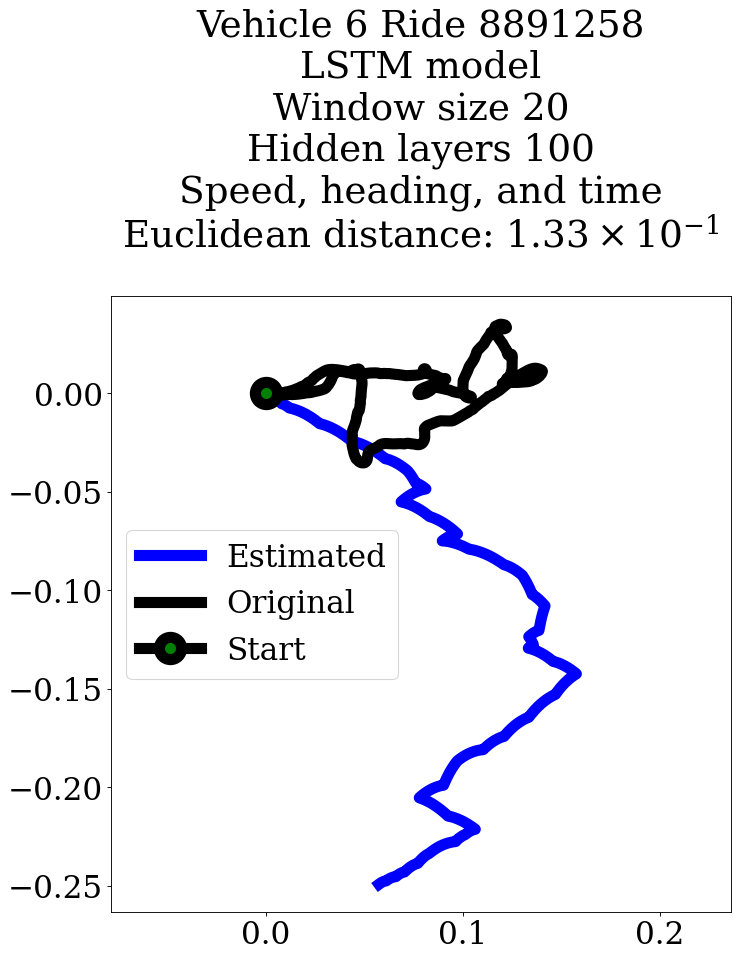 Vehicle 6 Ride 8891258
LSTM model
Window size 20
Hidden layers 100
Speed, heading, and time
Euclidean distance: 1.33 × 10⁻¹
0.00
−0.05
−0.10
−0.15
−0.20
−0.25
Estimated
Original
Start
0.0 0.1 0.2